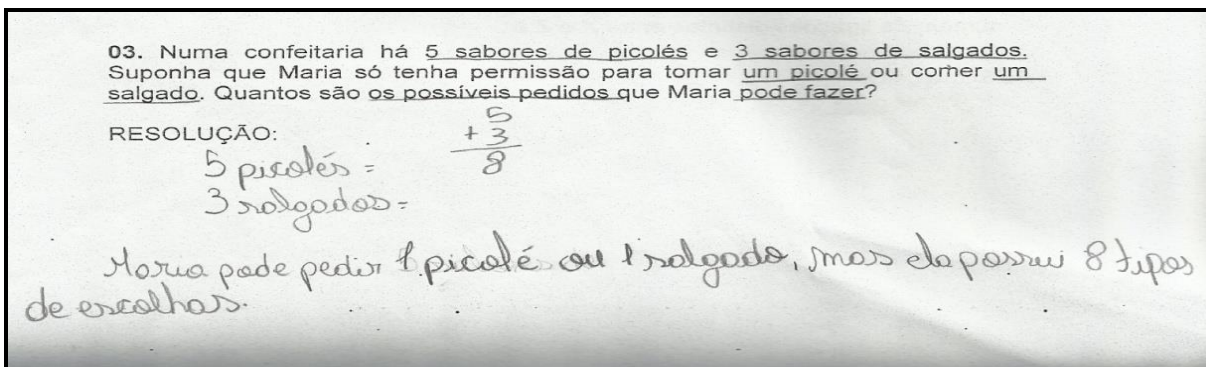 03. Numa confeitaria há 5 sabores de picolés e 3 sabores de salgados.
Suponha que Maria só tenha permissão para tomar um picolé ou comer um
salgado. Quantos são os possíveis pedidos que Maria pode fazer?
RESOLUÇÃO:
5
+ 3
8
5 picolés =
3 salgados=
Maria pode pedir 1 picolé ou 1 salgado, mas ela possui 8 tipos
de escolhas.